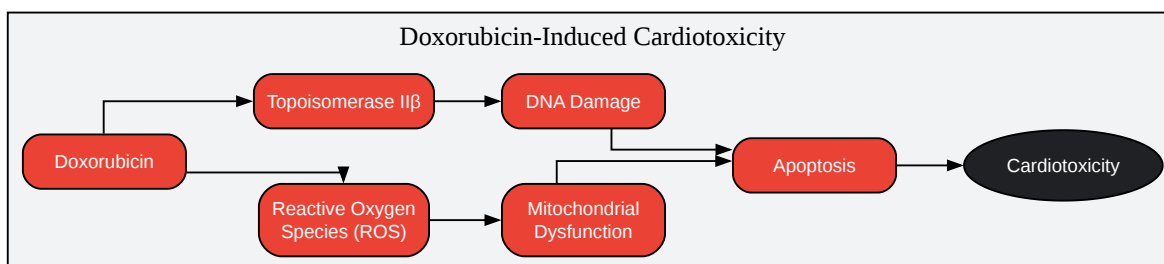 Doxorubicin-Induced Cardiotoxicity
Topoisomerase IIβ
DNA Damage
Doxorubicin
Apoptosis
Cardiotoxicity
Reactive Oxygen
Species (ROS)
Mitochondrial
Dysfunction